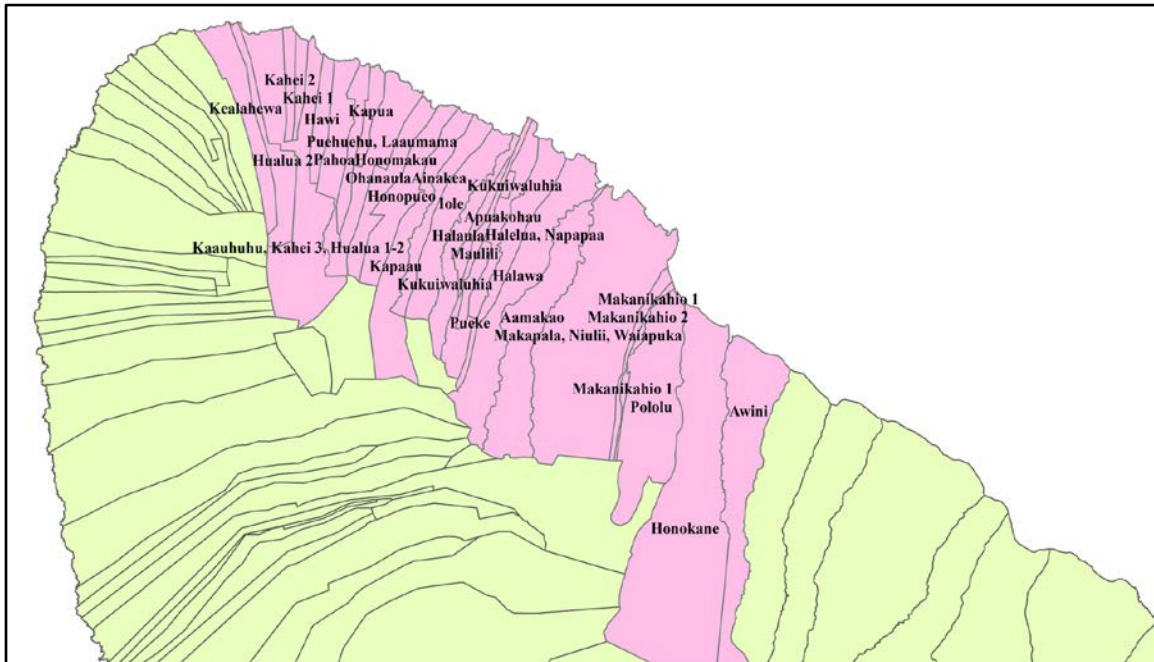 Kahei 2
Kahei 1
Kealahewa
Hawi
Kapua
Puehuehu, Laaumama
Hualua 2
Pahoa
Honomakau
Ohanaula
Ainakea
Kukuiwaluhia
Honopueo
Iole
Apuakohau
Halaula
Halelua, Napapaa
Kaauhuhu, Kahei 3, Hualua 1-2
Maulili
Kapaau
Halawa
Kukuiwaluhia
Makanikahio 1
Aamakao
Makanikahio 2
Pueke
Makapala, Niulii, Waiapuka
Makanikahio 1
Pololu
Awini
Honokane